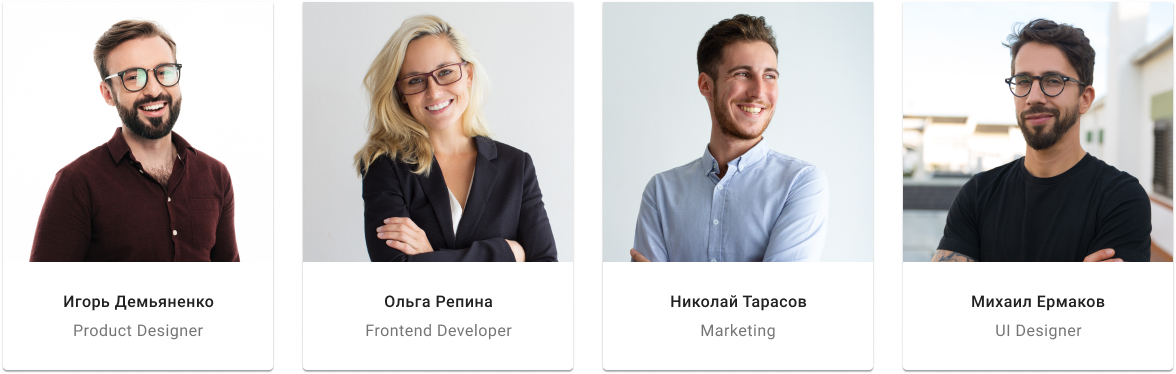 Игорь Демьяненко
Product Designer
Ольга Репина
Frontend Developer
Николай Тарасов
Marketing
Михаил Ермаков
UI Designer